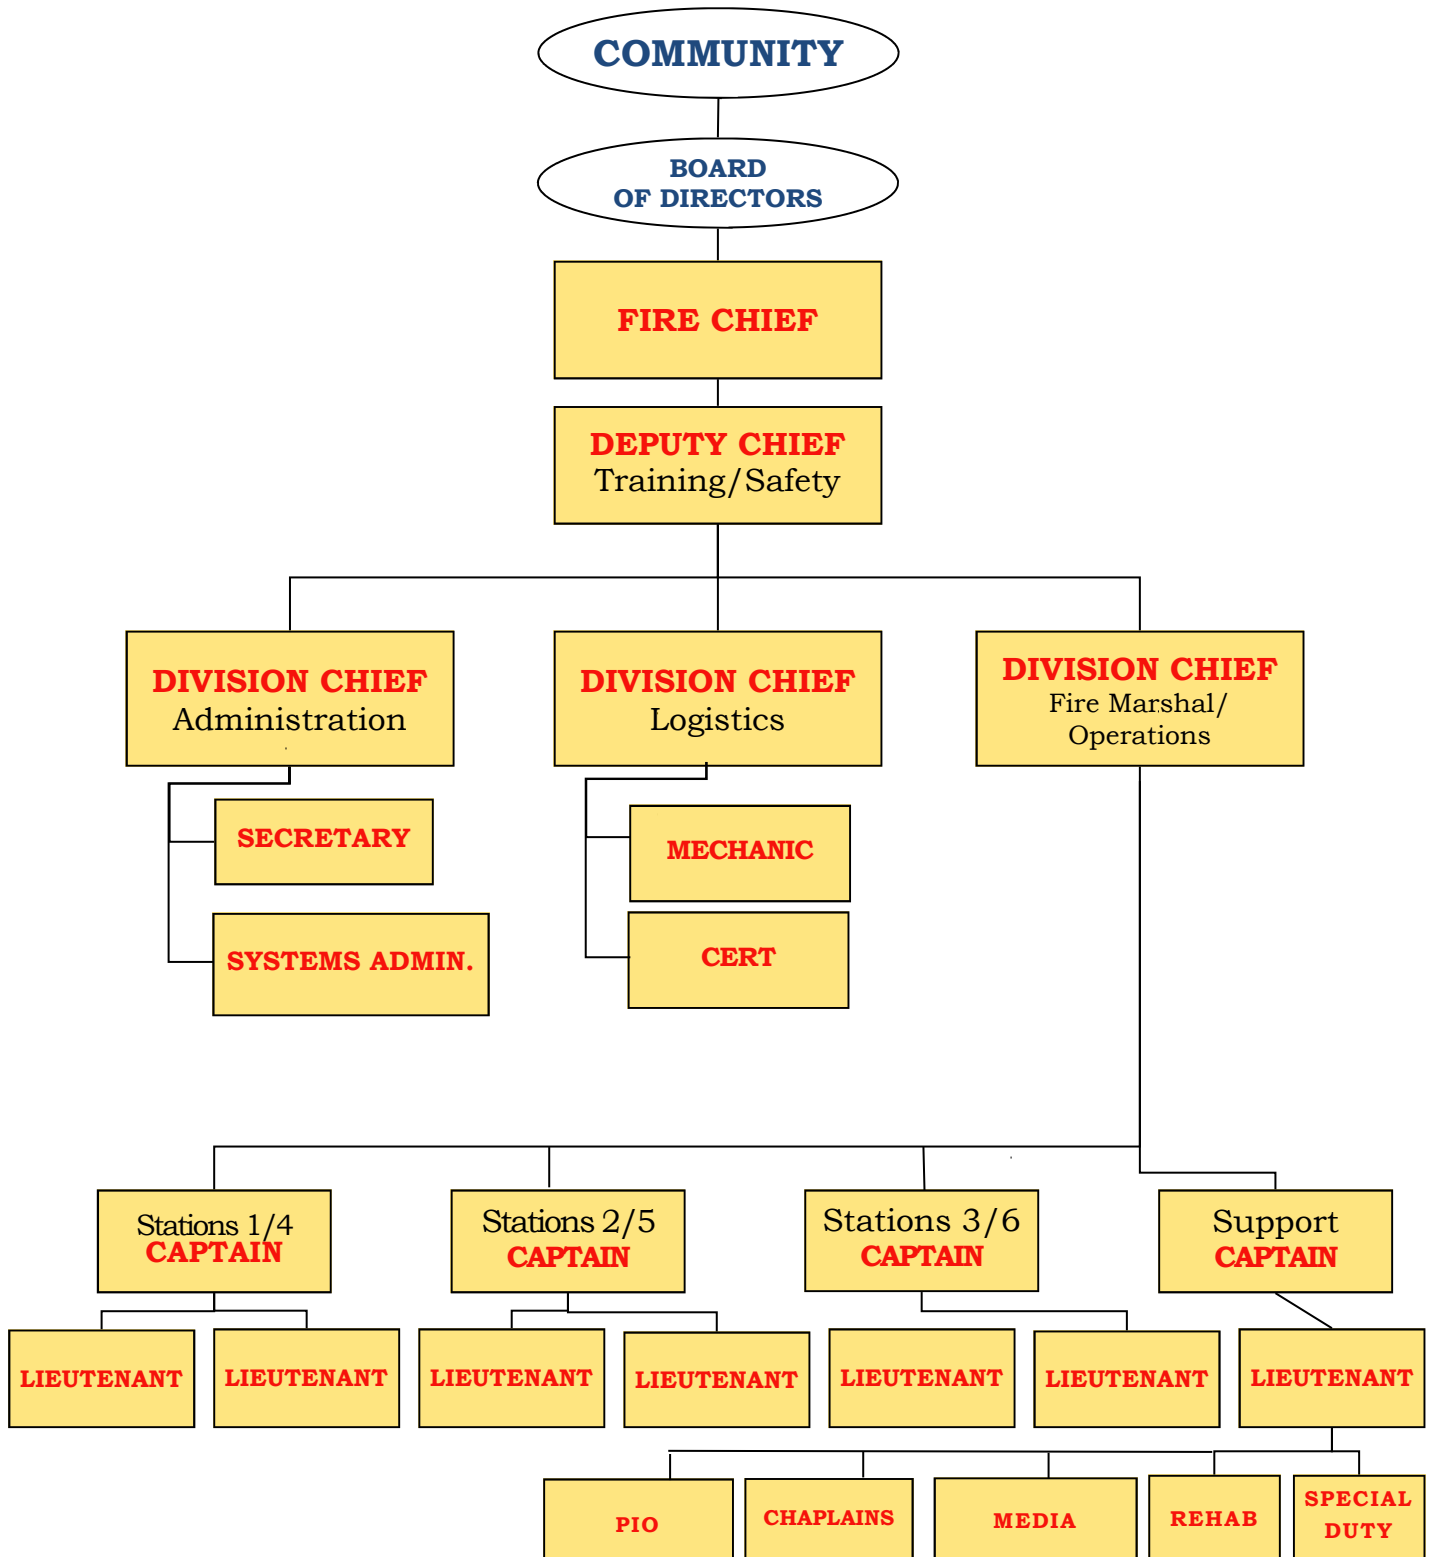 COMMUNITY
BOARD
OF DIRECTORS
FIRE CHIEF
DEPUTY CHIEF
Training/Safety
DIVISION CHIEF
Administration
DIVISION CHIEF
Logistics
DIVISION CHIEF
Fire Marshal/
Operations
SECRETARY
SYSTEMS ADMIN.
MECHANIC
CERT
Stations 1/4
CAPTAIN
Stations 2/5
CAPTAIN
Stations 3/6
CAPTAIN
Support
CAPTAIN
LIEUTENANT
LIEUTENANT
LIEUTENANT
LIEUTENANT
LIEUTENANT
LIEUTENANT
LIEUTENANT
PIO
CHAPLAINS
MEDIA
REHAB
SPECIAL
DUTY